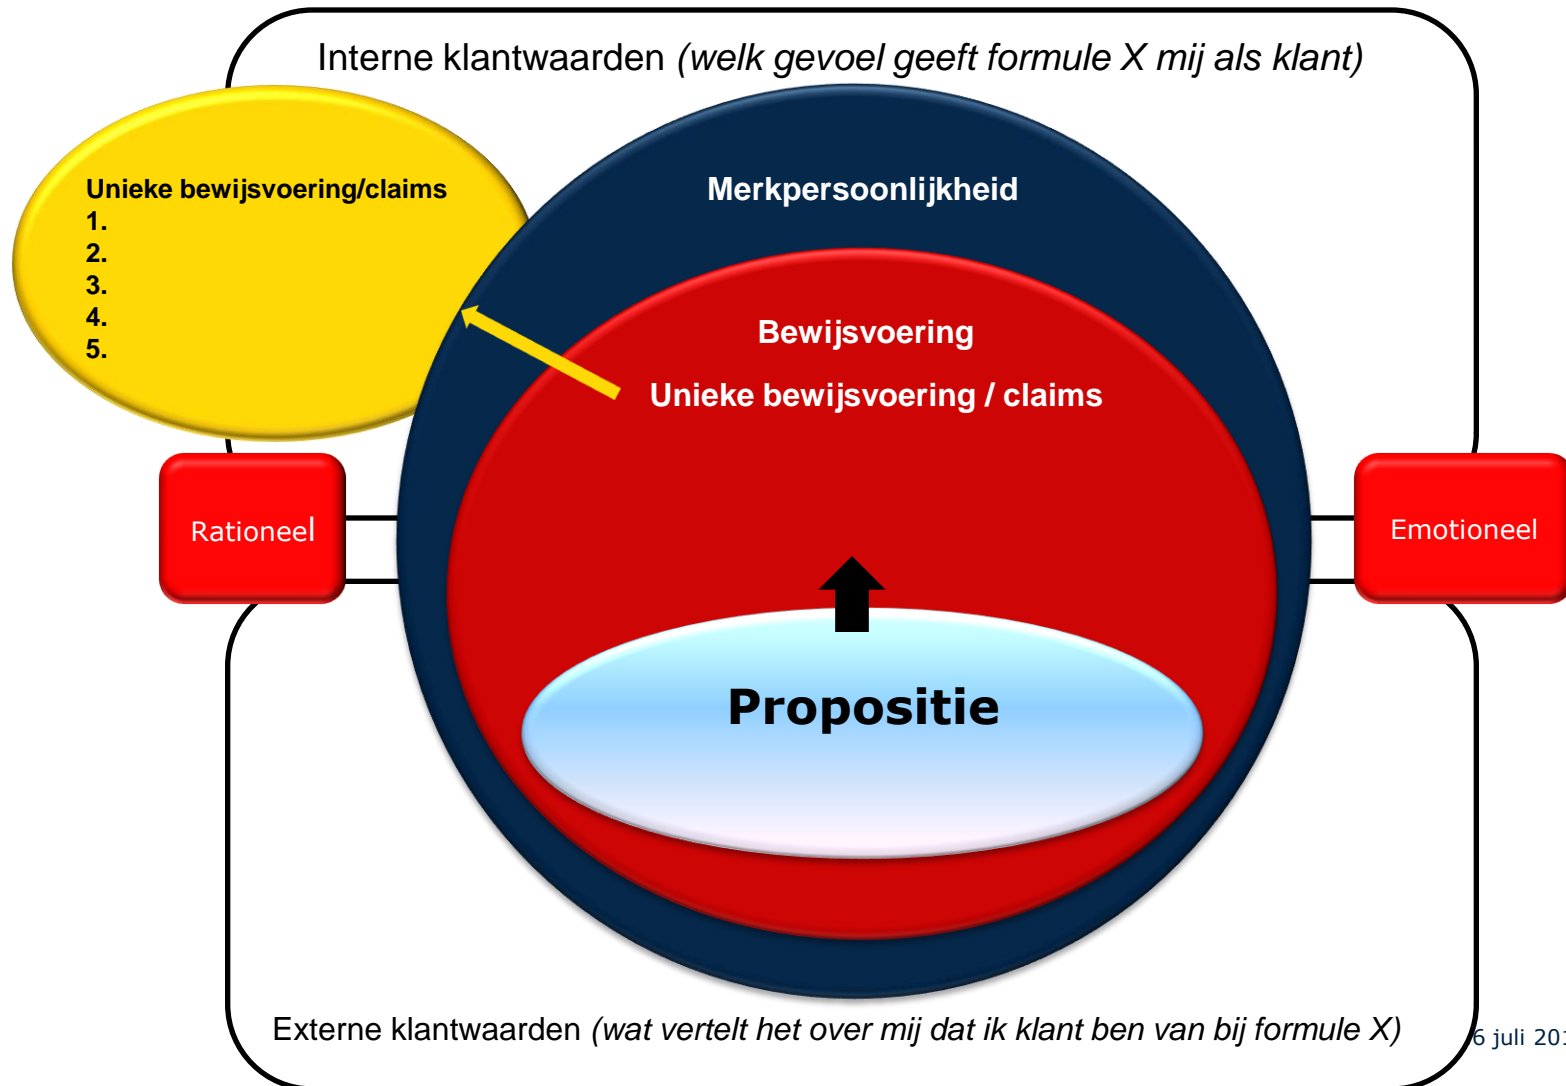 Interne klantwaarden (welk gevoel geeft formule X mij als klant)
Unieke bewijsvoering/claims
1.
2.
3.
4.
5.
Merkpersoonlijkheid
Bewijsvoering
Unieke bewijsvoering / claims
Rationeel
Emotioneel
Propositie
Externe klantwaarden (wat vertelt het over mij dat ik klant ben van bij formule X)
6 juli